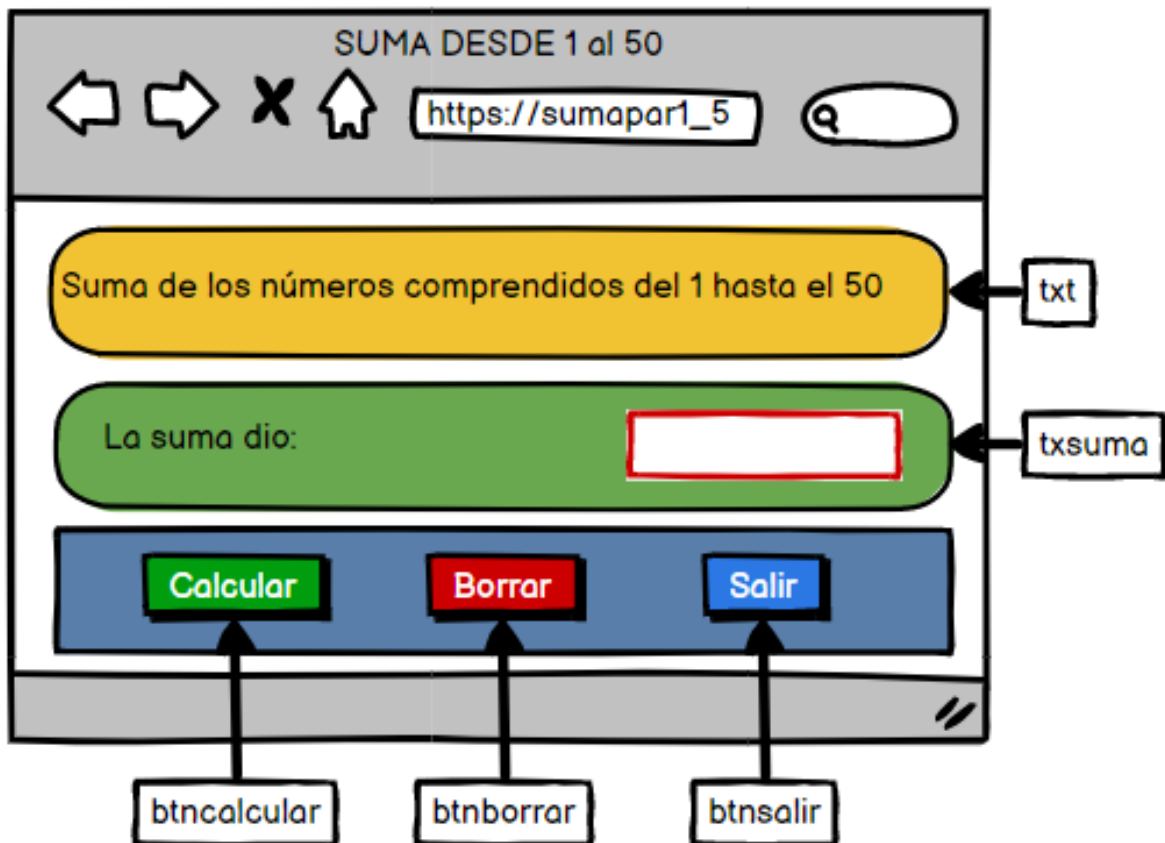 SUMA DESDE 1 al 50
https://sumapar1_5
Suma de los números comprendidos del 1 hasta el 50
txt
La suma dio:
txsuma
Calcular
Borrar
Salir
btncalcular
btnborrar
btnsalir